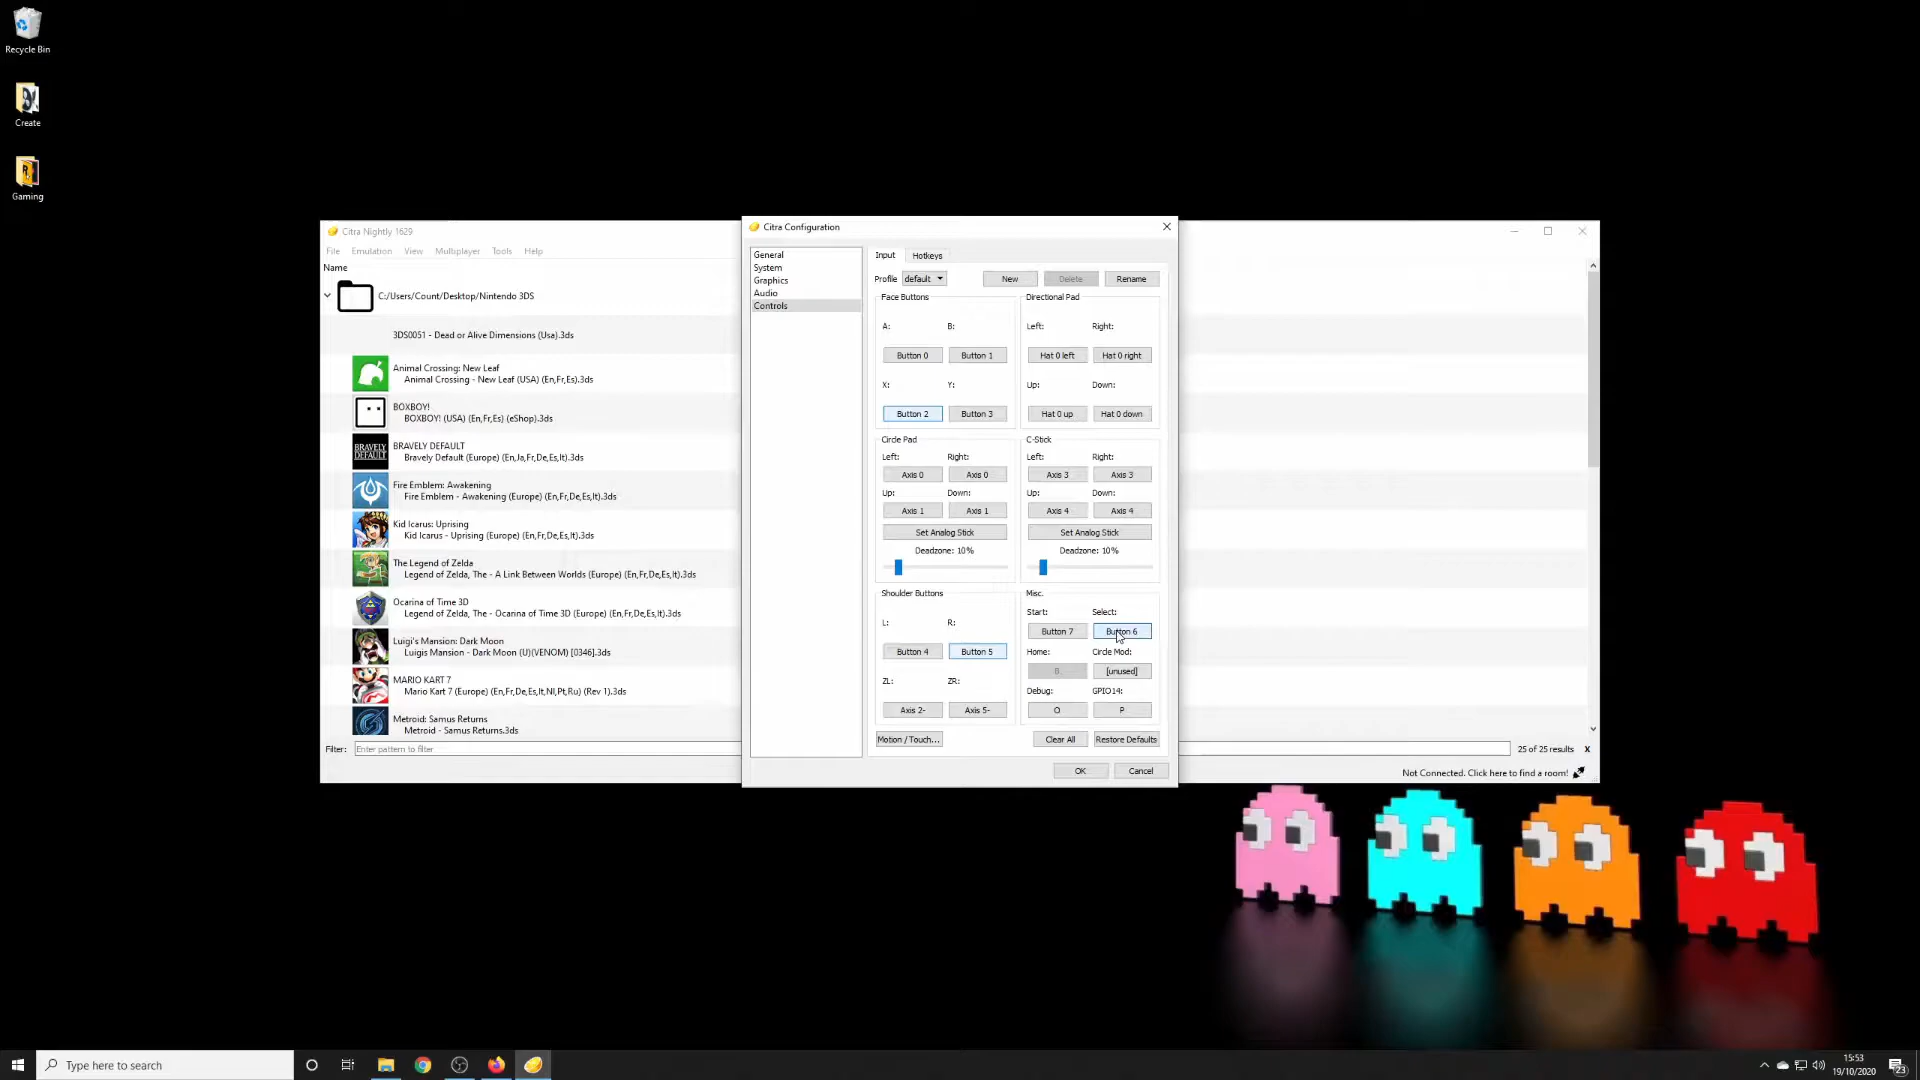 Recycle Bin
Create
Gaming
Citra Nightly 1629
File Emulation View Multiplayer Tools Help
Name
C:/Users/Count/Desktop/Nintendo 3DS
3DS0051 - Dead or Alive Dimensions (Usa).3ds
Animal Crossing: New Leaf
Animal Crossing - New Leaf (USA) (En,Fr,Es).3ds
BOXBOY!
BOXBOY! (USA) (En,Fr,Es) (eShop).3ds
BRAVELY DEFAULT
BRAVELY DEFAULT
Bravely Default (Europe) (En,Ja,Fr,De,Es,It).3ds
Fire Emblem: Awakening
Fire Emblem - Awakening (Europe) (En,Fr,De,Es,It).3ds
Kid Icarus: Uprising
Kid Icarus - Uprising (Europe) (En,Fr,De,Es,It).3ds
The Legend of Zelda
Legend of Zelda, The - A Link Between Worlds (Europe) (En,Fr,De,Es,It).3ds
Ocarina of Time 3D
Legend of Zelda, The - Ocarina of Time 3D (Europe) (En,Fr,De,Es,It).3ds
Luigi's Mansion: Dark Moon
Luigis Mansion - Dark Moon (U)(VENOM) [0346].3ds
MARIO KART 7
Mario Kart 7 (Europe) (En,Fr,De,Es,It,Nl,Pt,Ru) (Rev 1).3ds
Metroid: Samus Returns
Metroid - Samus Returns.3ds
Filter: Enter pattern to filter
25 of 25 results X
Not Connected. Click here to find a room!
Citra Configuration
General
System
Graphics
Audio
Controls
Input Hotkeys
Profile default New Delete Rename
Face Buttons
A: B:
Button 0 Button 1
X: Y:
Button 2 Button 3
Directional Pad
Left: Right:
Hat 0 left Hat 0 right
Up: Down:
Hat 0 up Hat 0 down
Circle Pad
Left: Right:
Axis 0 Axis 0
Up: Down:
Axis 1 Axis 1
Set Analog Stick
Deadzone: 10%
C-Stick
Left: Right:
Axis 3 Axis 3
Up: Down:
Axis 4 Axis 4
Set Analog Stick
Deadzone: 10%
Shoulder Buttons
L: R:
Button 4 Button 5
ZL: ZR:
Axis 2- Axis 5-
Misc.
Start: Select:
Button 7 Button 6
Home: Circle Mod:
B [unused]
Debug: GPIO14:
O P
Motion / Touch... Clear All Restore Defaults
OK Cancel
Type here to search
15:53
19/10/2020
23